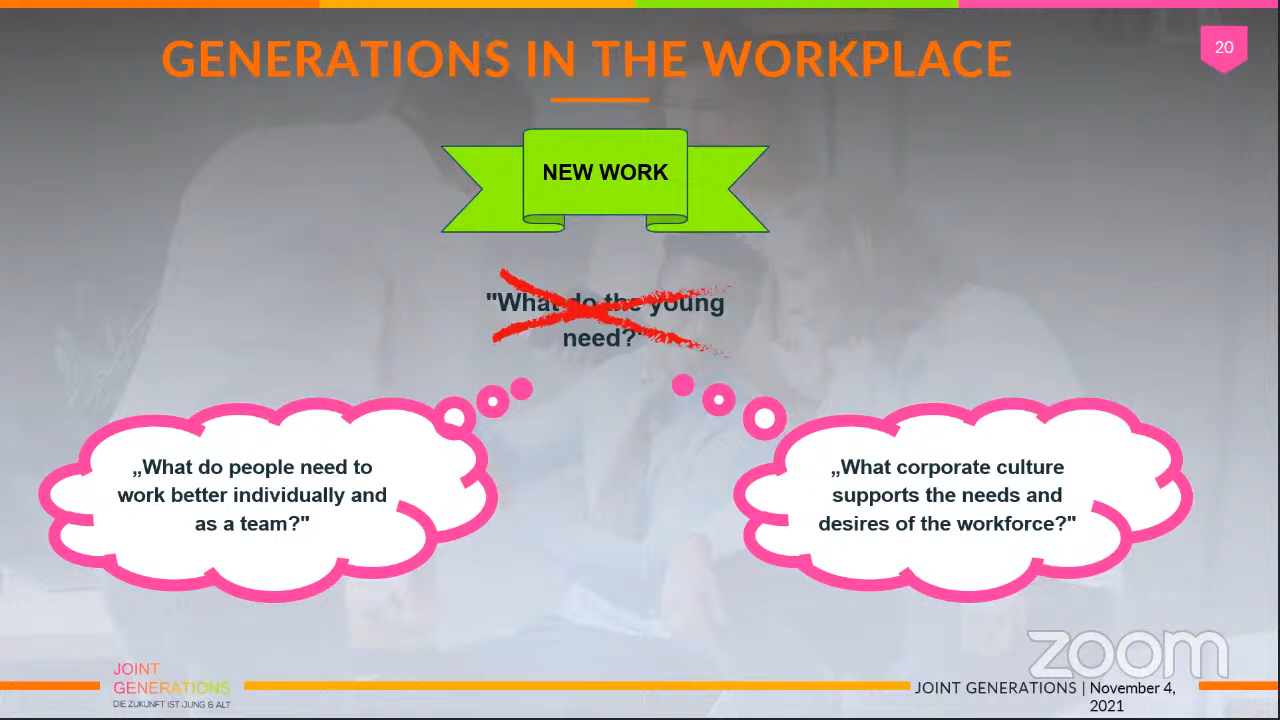 GENERATIONS IN THE WORKPLACE
20
NEW WORK
"What do the young
need?"
„What do people need to
work better individually and
as a team?"
„What corporate culture
supports the needs and
desires of the workforce?"
zoom
JOINT
GENERATIONS
DIE ZUKUNFT IST JUNG & ALT
JOINT GENERATIONS | November 4,
2021